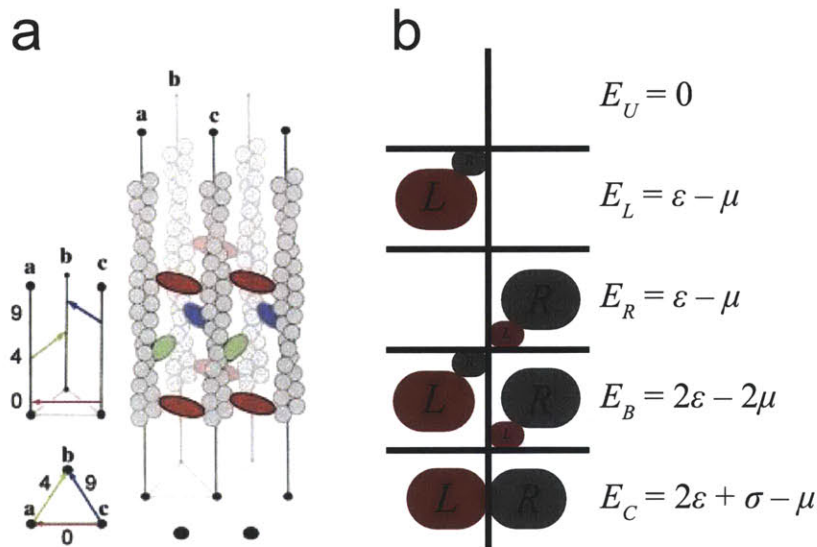 a
b
a c
b
a c
9
4
0
b
4 9
a c
0
b
E_U = 0
R
L
E_L = ε – μ
R
L
E_R = ε – μ
R
L R
L
E_B = 2ε – 2μ
L R
E_C = 2ε + σ – μ